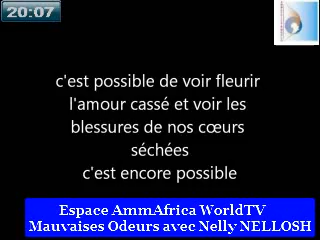 20:07
c'est possible de voir fleurir
l'amour cassé et voir les
blessures de nos cœurs
séchées
c'est encore possible
Espace AmmAfrica WorldTV
Mauvaises Odeurs avec Nelly NELLOSH